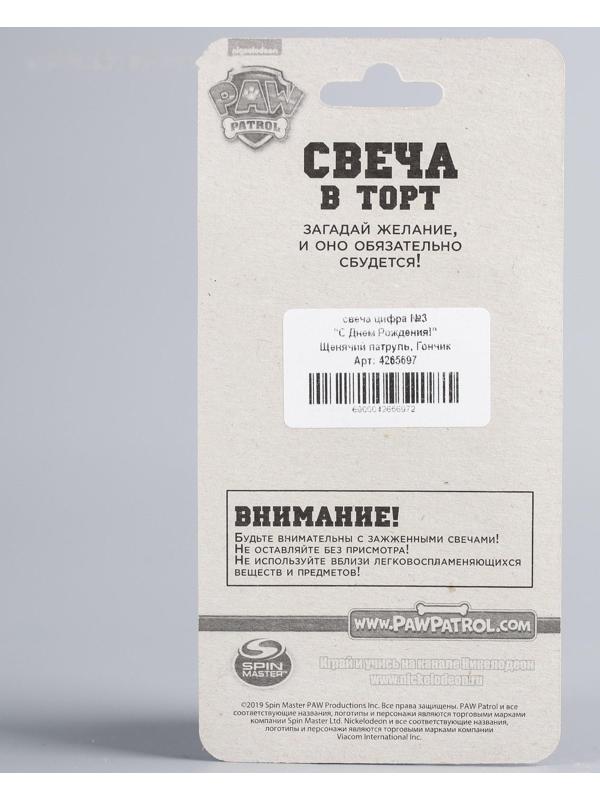 nickelodeon
PAW
PATROL
СВЕЧА
В ТОРТ
ЗАГАДАЙ ЖЕЛАНИЕ,
И ОНО ОБЯЗАТЕЛЬНО
СБУДЕТСЯ!
свеча цифра №3
"С Днем Рождения!"
Щенячий патруль, Гончик
Арт: 4265697
ВНИМАНИЕ!
Будьте внимательны с зажженными свечами!
Не оставляйте без присмотра!
Не используйте вблизи легковоспламеняющихся
веществ и предметов!
www.PawPatrol.com
SPIN
MASTER™
Играй и учись на канале Никелодеон
www.nickelodeon.ru
©2019 Spin Master PAW Productions Inc. Все права защищены. PAW Patrol и все
соответствующие названия, логотипы и персонажи являются торговыми марками
компании Spin Master Ltd. Nickelodeon и все соответствующие названия,
логотипы и персонажи являются торговыми марками компании
Viacom International Inc.